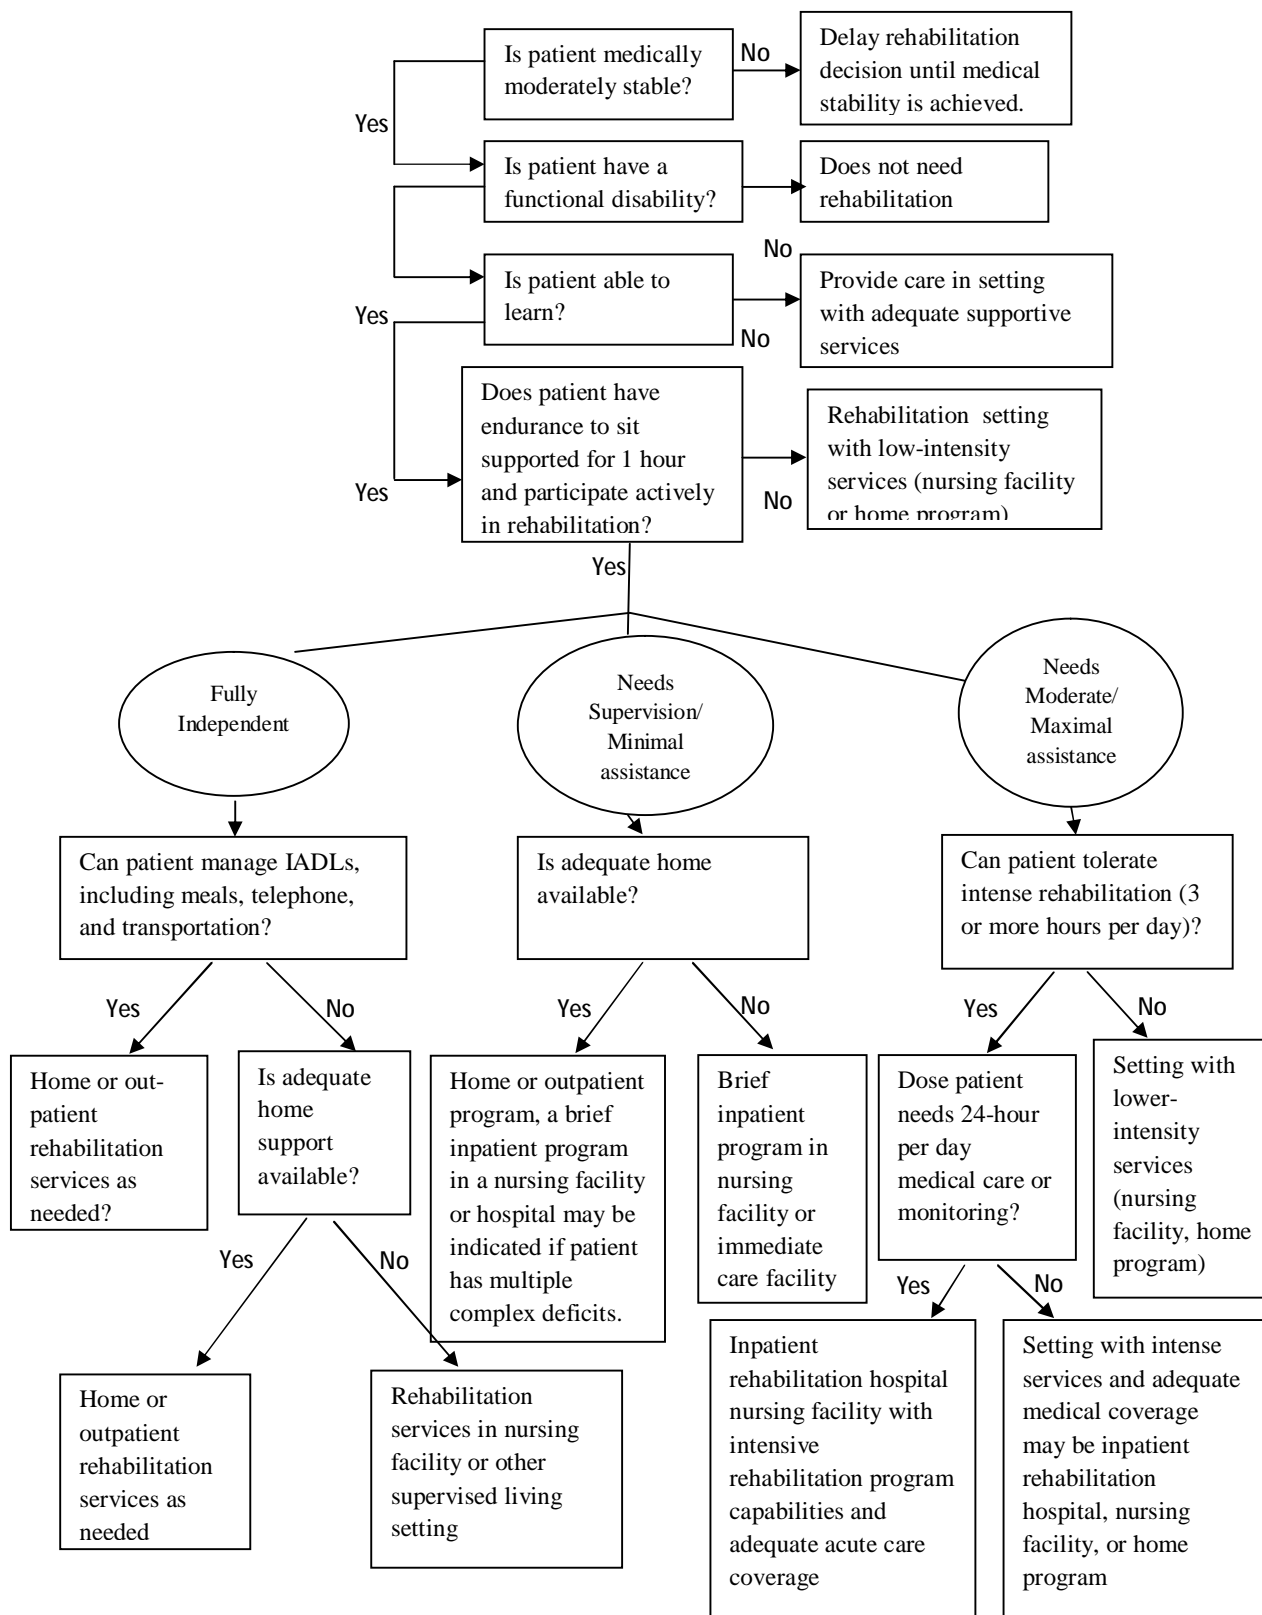 Is patient medically
moderately stable?
No
Delay rehabilitation
decision until medical
stability is achieved.
Yes
Is patient have a
functional disability?
Does not need
rehabilitation
No
Is patient able to
learn?
Yes
No
Provide care in setting
with adequate supportive
services
Does patient have
endurance to sit
supported for 1 hour
and participate actively
in rehabilitation?
Yes
No
Rehabilitation setting
with low-intensity
services (nursing facility
or home program)
Yes
Fully
Independent
Needs
Supervision/
Minimal
assistance
Needs
Moderate/
Maximal
assistance
Can patient manage IADLs,
including meals, telephone,
and transportation?
Is adequate home
available?
Can patient tolerate
intense rehabilitation (3
or more hours per day)?
Yes
No
Yes
No
Yes
No
Home or out-
patient
rehabilitation
services as
needed?
Is adequate
home
support
available?
Home or outpatient
program, a brief
inpatient program
in a nursing facility
or hospital may be
indicated if patient
has multiple
complex deficits.
Brief
inpatient
program in
nursing
facility or
immediate
care facility
Dose patient
needs 24-hour
per day
medical care or
monitoring?
Setting with
lower-
intensity
services
(nursing
facility, home
program)
Yes
No
Yes
No
Home or
outpatient
rehabilitation
services as
needed
Rehabilitation
services in nursing
facility or other
supervised living
setting
Inpatient
rehabilitation hospital
nursing facility with
intensive
rehabilitation program
capabilities and
adequate acute care
coverage
Setting with intense
services and adequate
medical coverage
may be inpatient
rehabilitation
hospital, nursing
facility, or home
program